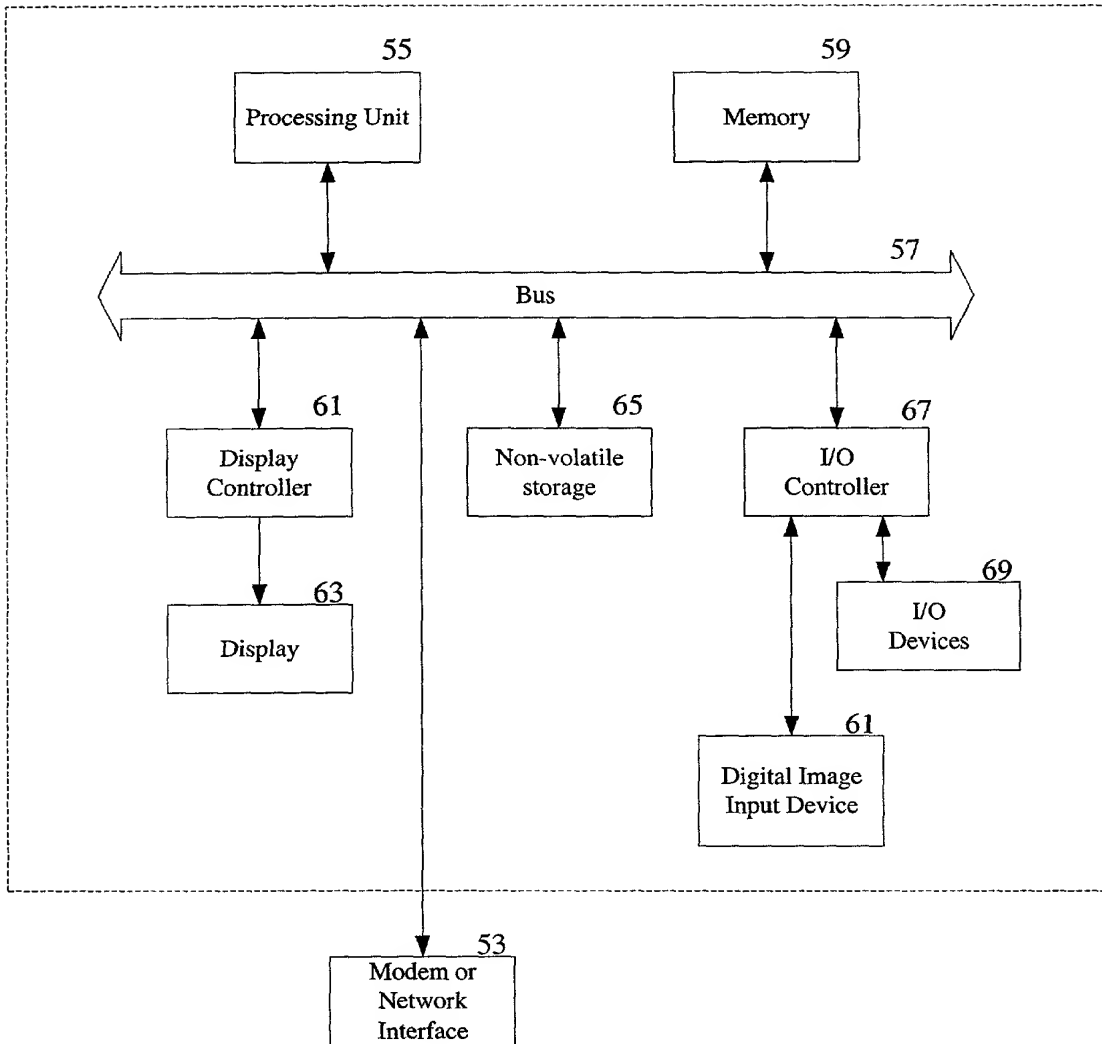 55
Processing Unit
59
Memory
57
Bus
61
Display
Controller
65
Non-volatile
storage
67
I/O
Controller
63
Display
69
I/O
Devices
61
Digital Image
Input Device
53
Modem or
Network
Interface